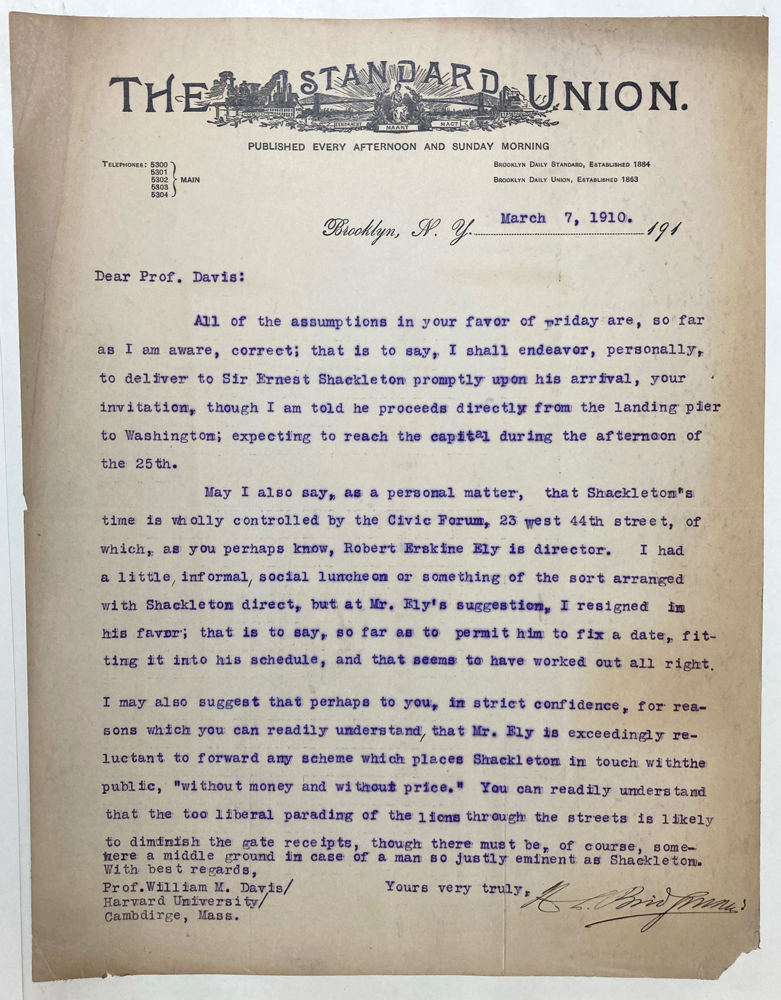 THE STANDARD UNION.
EENDRAGHT MAAKT MAGT
PUBLISHED EVERY AFTERNOON AND SUNDAY MORNING
TELEPHONES: 5300
5301
5302 MAIN
5303
5304
BROOKLYN DAILY STANDARD, ESTABLISHED 1884
BROOKLYN DAILY UNION, ESTABLISHED 1863
Brooklyn, N. Y. March 7, 1910. 191
Dear Prof. Davis:
All of the assumptions in your favor of Friday are, so far
as I am aware, correct; that is to say, I shall endeavor, personally,
to deliver to Sir Ernest Shackleton promptly upon his arrival, your
invitation, though I am told he proceeds directly from the landing pier
to Washington; expecting to reach the capital during the afternoon of
the 25th.
May I also say, as a personal matter, that Shackleton"s
time is wholly controlled by the Civic Forum, 23 west 44th street, of
which, as you perhaps know, Robert Erskine Ely is director. I had
a little, informal, social luncheon or something of the sort arranged
with Shackleton direct, but at Mr. Ely's suggestion, I resigned in
his favor; that is to say, so far as to permit him to fix a date, fit-
ting it into his schedule, and that seems to have worked out all right.
I may also suggest that perhaps to you, in strict confidence, for rea-
sons which you can readily understand, that Mr. Ely is exceedingly re-
luctant to forward any scheme which places Shackleton in touch withthe
public, "without money and without price." You can readily understand
that the too liberal parading of the lions through the streets is likely
to diminish the gate receipts, though there must be, of course, some-
here a middle ground in case of a man so justly eminent as Shackleton.
With best regards,
Prof.William M. Davis/ Yours very truly, H. L. Bridgman
Harvard University/
Cambdirge, Mass.